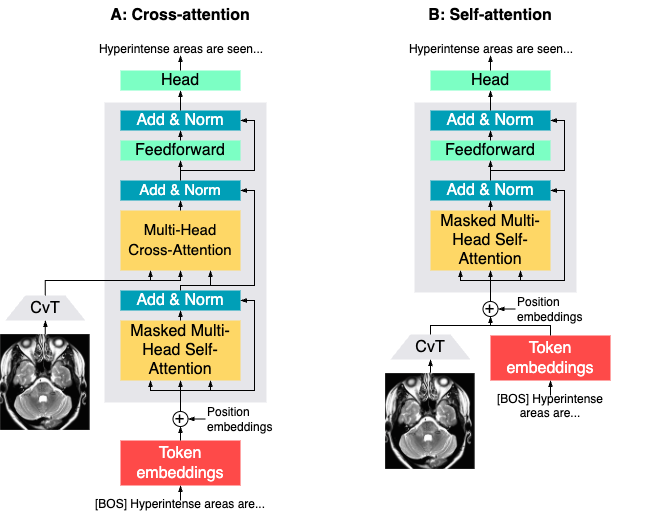 A: Cross-attention
Hyperintense areas are seen...
Head
Add & Norm
Feedforward
Add & Norm
Multi-Head
Cross-Attention
CvT
Add & Norm
Masked Multi-
Head Self-
Attention
Position
embeddings
Token
embeddings
[BOS] Hyperintense areas are...
B: Self-attention
Hyperintense areas are seen...
Head
Add & Norm
Feedforward
Add & Norm
Masked Multi-
Head Self-
Attention
Position
embeddings
CvT
Token
embeddings
[BOS] Hyperintense
areas are...